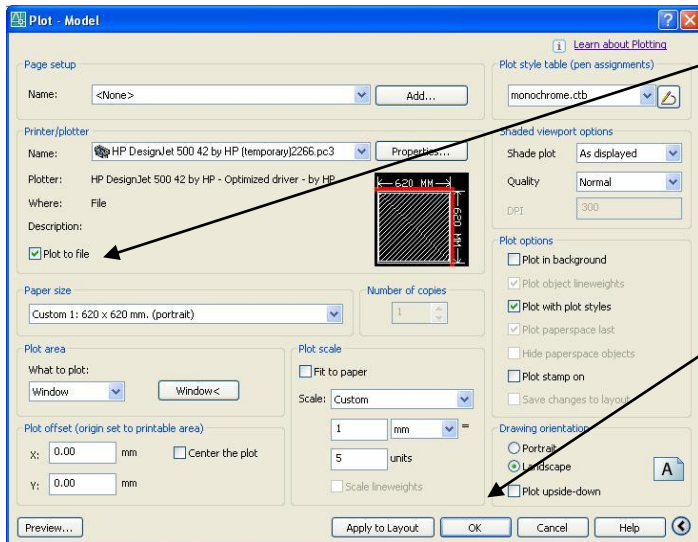 Plot - Model
Learn about Plotting
Page setup
Name: <None> Add...
Plot style table (pen assignments)
monochrome.ctb
Printer/plotter
Name: HP DesignJet 500 42 by HP (temporary)2266.pc3 Properties...
Plotter: HP DesignJet 500 42 by HP - Optimized driver - by HP
Where: File
Description:
Plot to file
620 MM
620 MM
Shaded viewport options
Shade plot As displayed
Quality Normal
DPI 300
Paper size
Custom 1: 620 x 620 mm. (portrait)
Number of copies
1
Plot options
Plot in background
Plot object lineweights
Plot with plot styles
Plot paperspace last
Hide paperspace objects
Plot stamp on
Save changes to layout
Plot area
What to plot:
Window Window<
Plot scale
Fit to paper
Scale: Custom
1 mm =
5 units
Scale lineweights
Plot offset (origin set to printable area)
X: 0.00 mm Center the plot
Y: 0.00 mm
Drawing orientation
Portrait
Landscape
Plot upside-down
A
Preview... Apply to Layout OK Cancel Help